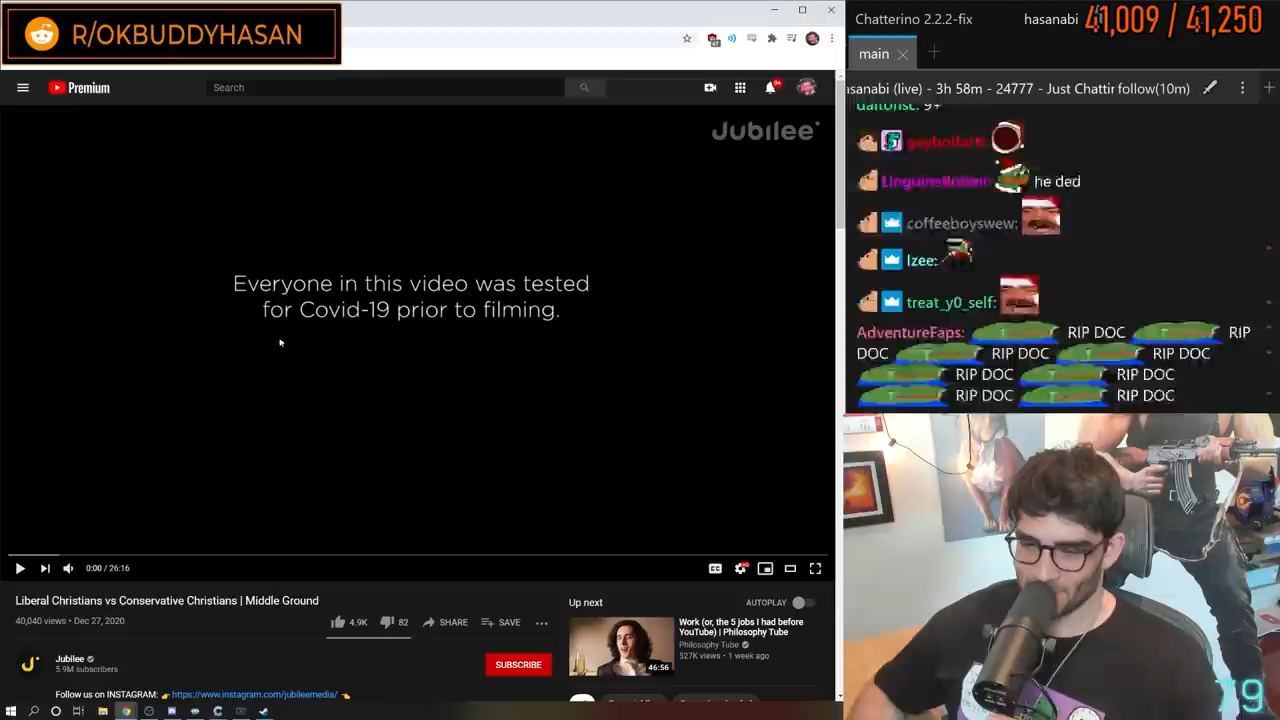 R/OKBUDDYHASAN
Premium
Search
9+
Jubilee
Everyone in this video was tested
for Covid-19 prior to filming.
0:00 / 26:16
Liberal Christians vs Conservative Christians | Middle Ground
40,040 views • Dec 27, 2020
4.9K
82
SHARE
SAVE
Jubilee
5.9M subscribers
SUBSCRIBE
Follow us on INSTAGRAM: https://www.instagram.com/jubileemedia/
Up next
AUTOPLAY
Work (or, the 5 jobs I had before
YouTube) | Philosophy Tube
Philosophy Tube
527K views • 1 week ago
46:56
Chatterino 2.2.2-fix
hasanabi
41,009 / 41,250
main
asanabi (live) - 3h 58m - 24777 - Just Chattir follow(10m)
9+
he ded
coffeeboyswew:
Izee:
treat_y0_self:
AdventureFaps: RIP DOC RIP
DOC RIP DOC RIP DOC
RIP DOC RIP DOC
RIP DOC RIP DOC
79